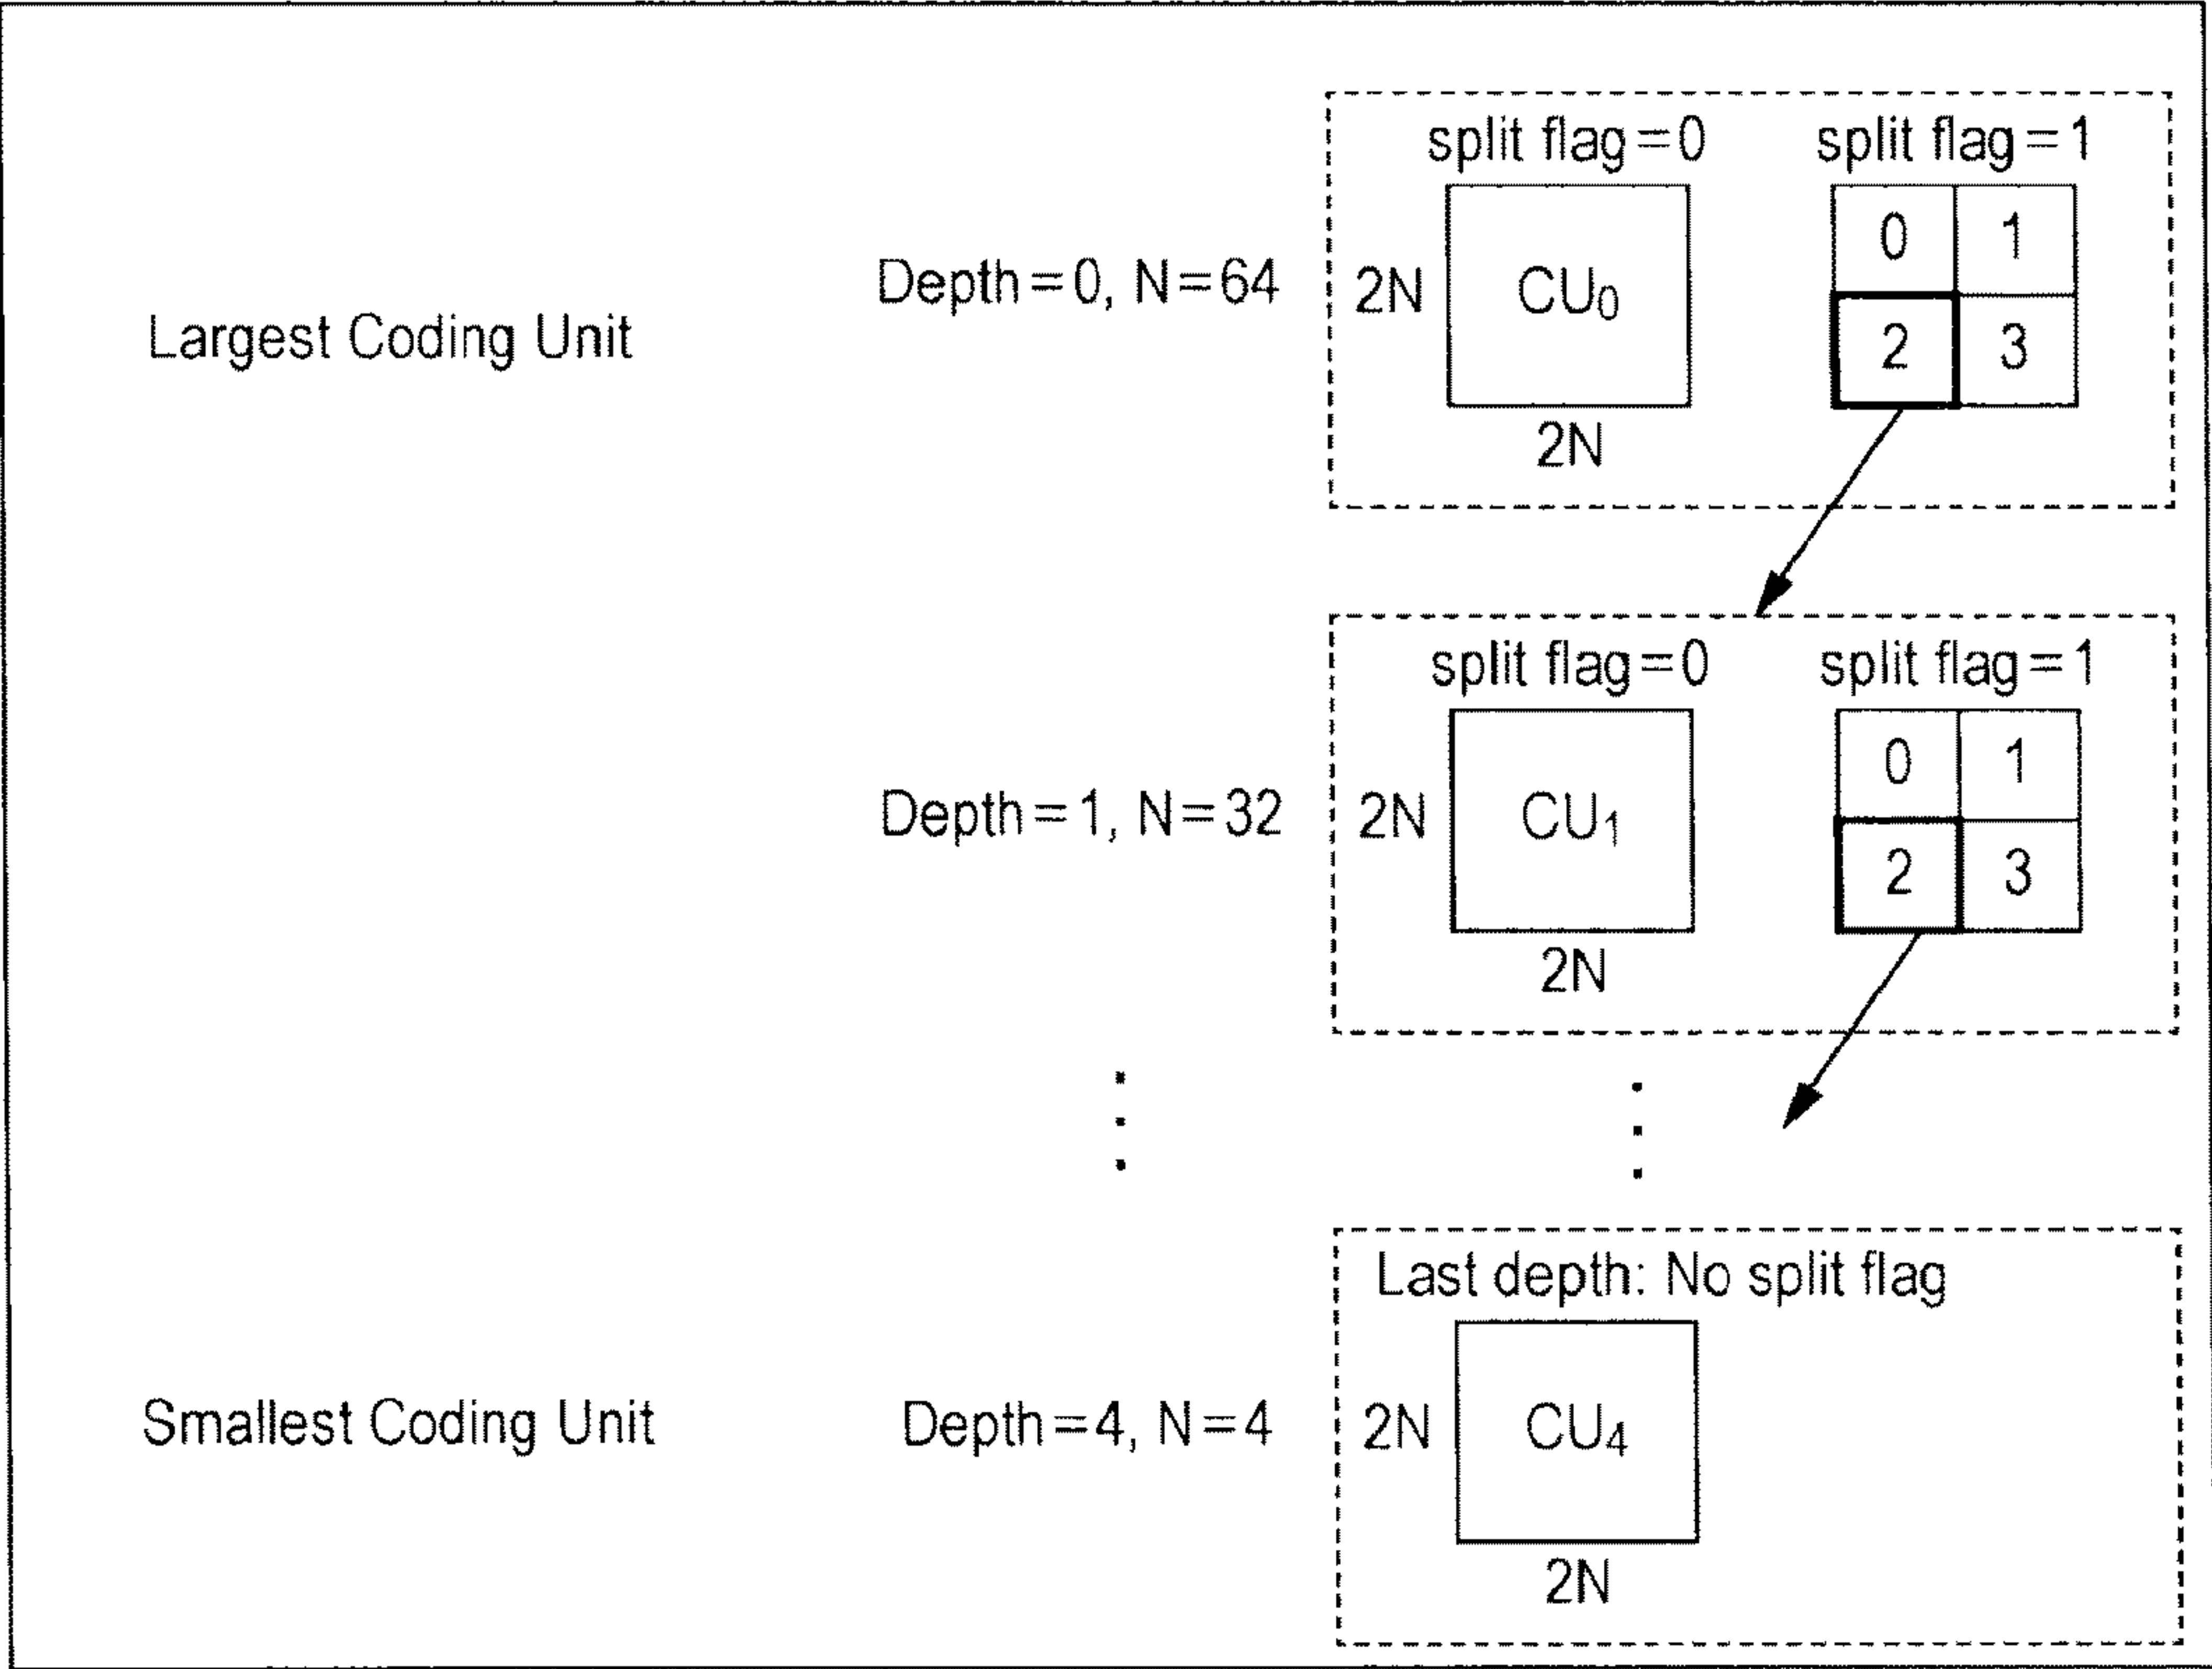 split flag=0 split flag=1
0 1
Depth=0, N=64 2N CU₀
Largest Coding Unit 2 3
2N
split flag=0 split flag=1
0 1
Depth=1, N=32 2N CU₁
2 3
2N
Last depth: No split flag
Smallest Coding Unit Depth=4, N=4 2N CU₄
2N